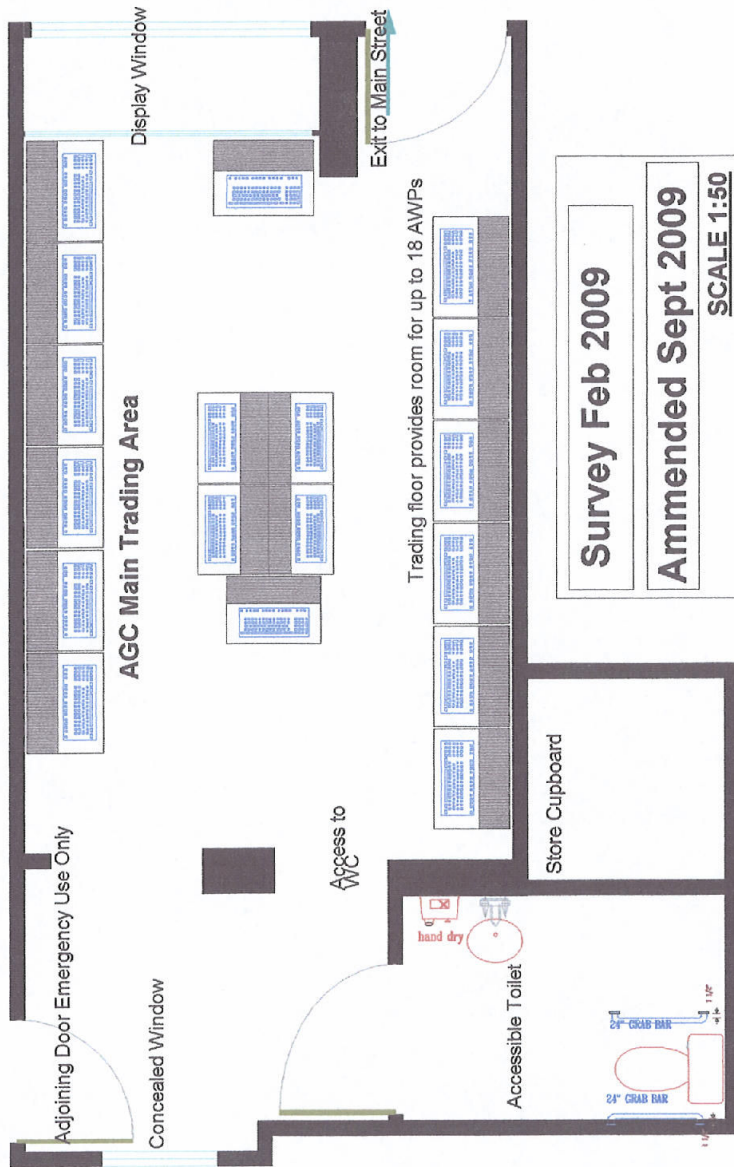 Display Window
Exit to Main Street
AGC Main Trading Area
Trading floor provides room for up to 18 AWPs
Adjoining Door Emergency Use Only
Concealed Window
Access to
WC
hand dry
Accessible Toilet
24" GRAB BAR
24" GRAB BAR
Store Cupboard
Survey Feb 2009
Ammended Sept 2009
SCALE 1:50